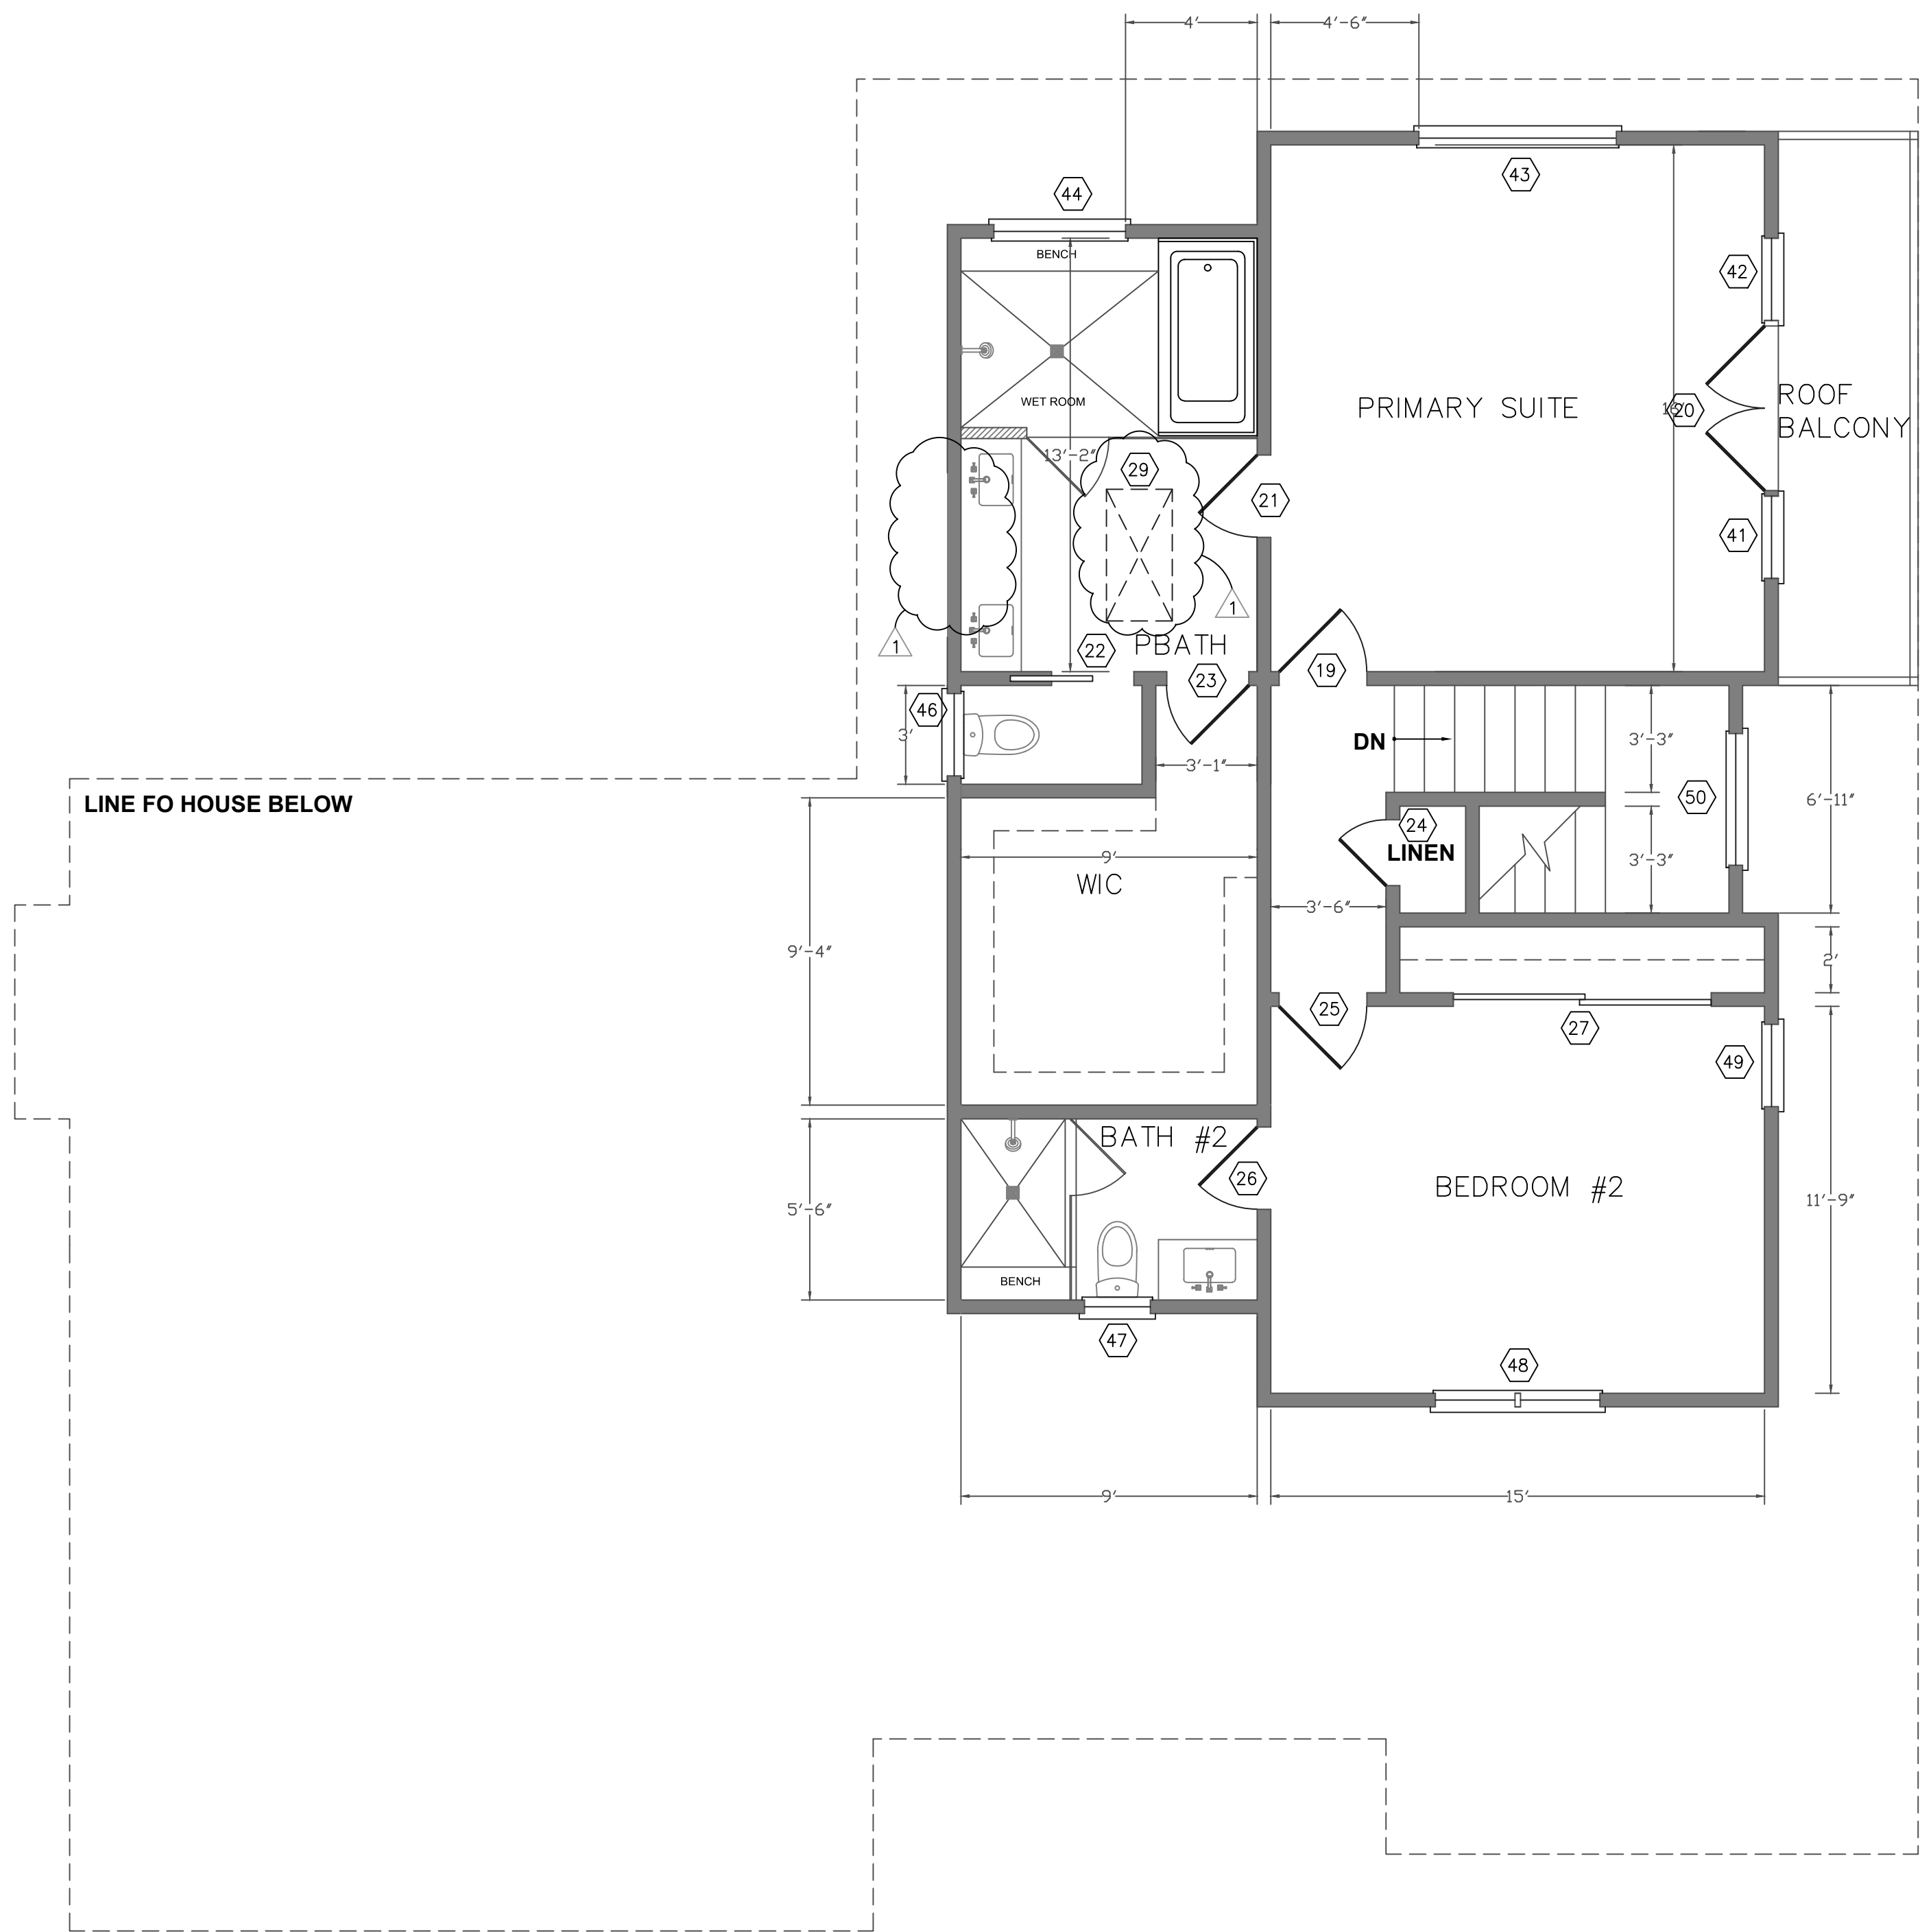 4' 4'-6"
43
44
BENCH
42
WET ROOM
PRIMARY SUITE
20
ROOF
BALCONY
13'-2"
29
21
41
1
1
22
PBATH
23
19
46
3'
DN
3'-3"
3'-1"
50
6'-11"
LINE FO HOUSE BELOW
24
LINEN
3'-3"
9'
WIC
3'-6"
9'-4"
2'
25
27
49
BATH #2
26
BEDROOM #2
5'-6"
11'-9"
BENCH
47
48
9' 15'